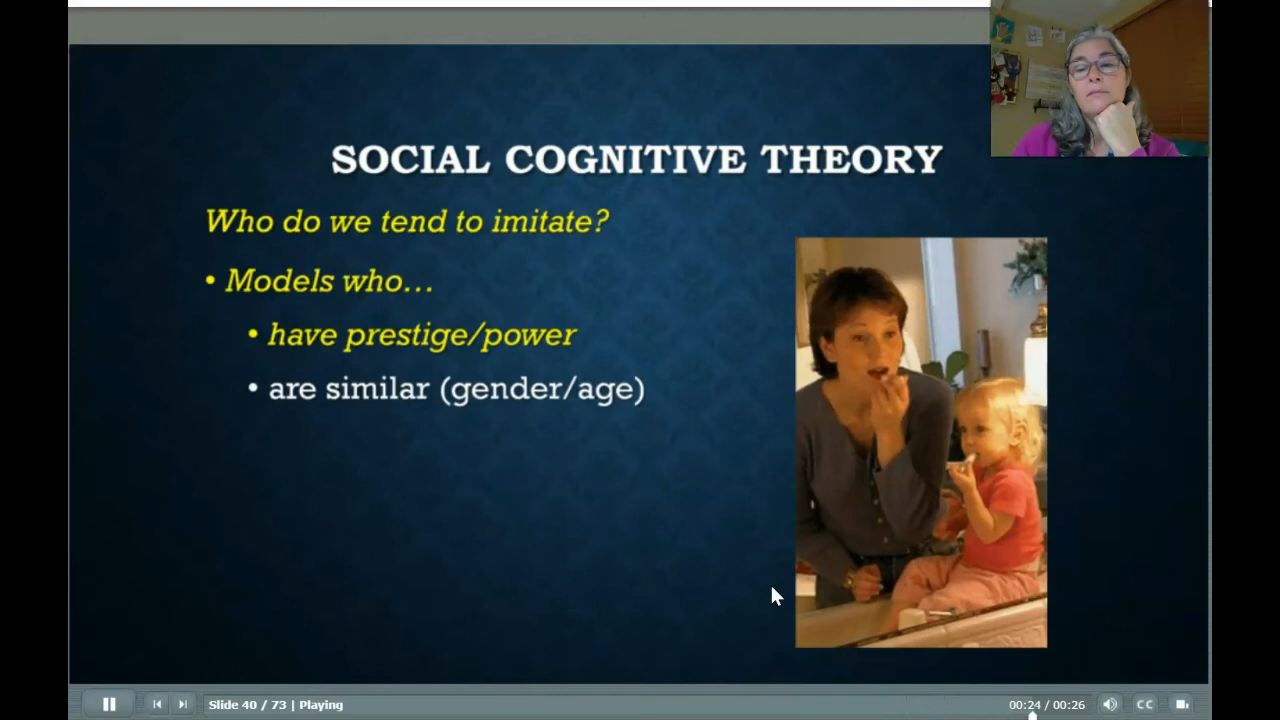 SOCIAL COGNITIVE THEORY
Who do we tend to imitate?
• Models who...
• have prestige/power
• are similar (gender/age)
Slide 40 / 73 | Playing
00:24 / 00:26
CC